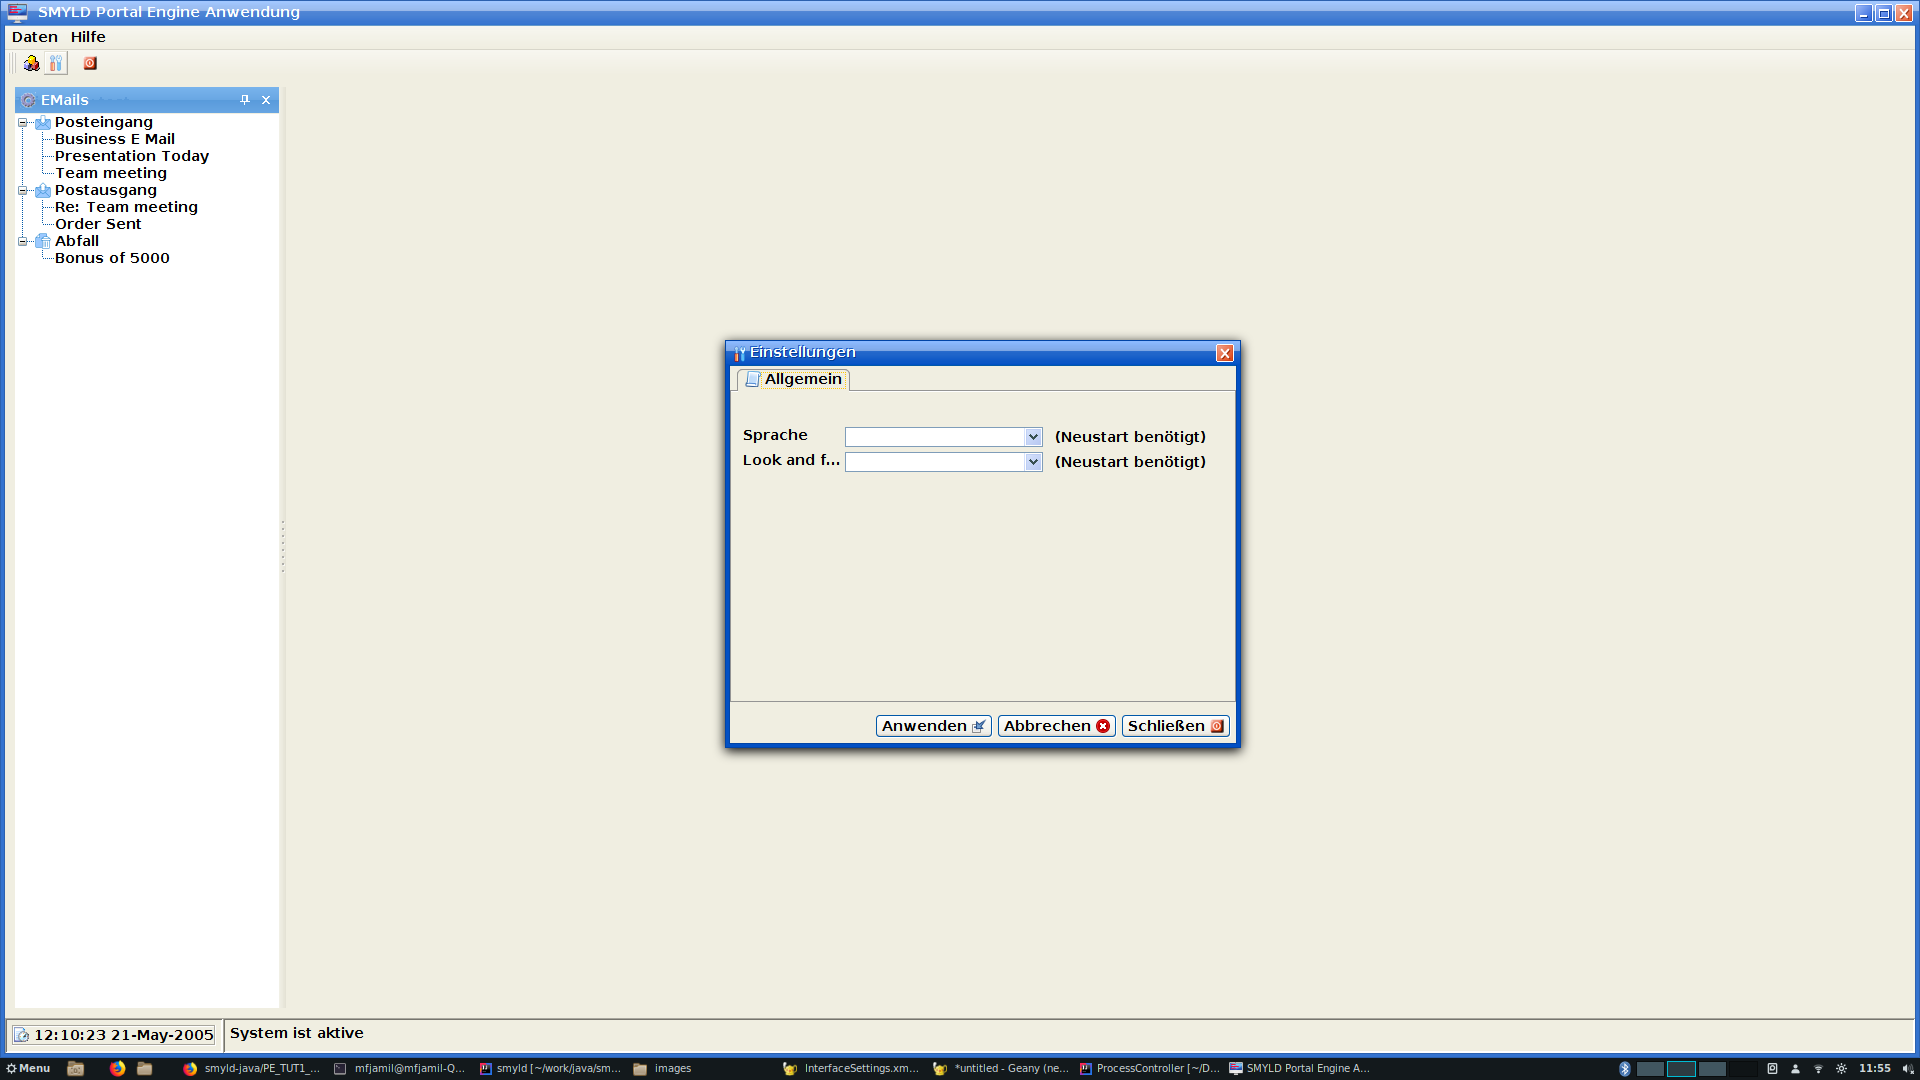 SMYLD Portal Engine Anwendung
Daten Hilfe
EMails
Posteingang
Business E Mail
Presentation Today
Team meeting
Postausgang
Re: Team meeting
Order Sent
Abfall
Bonus of 5000
Einstellungen
Allgemein
Sprache (Neustart benötigt)
Look and f... (Neustart benötigt)
Anwenden Abbrechen Schließen
12:10:23 21-May-2005 System ist aktive
Menu smyld-java/PE_TUT1_... mfjamil@mfjamil-Q... smyld [~/work/java/sm... images InterfaceSettings.xm... *untitled - Geany (ne... ProcessController [~/D... SMYLD Portal Engine A... 11:55